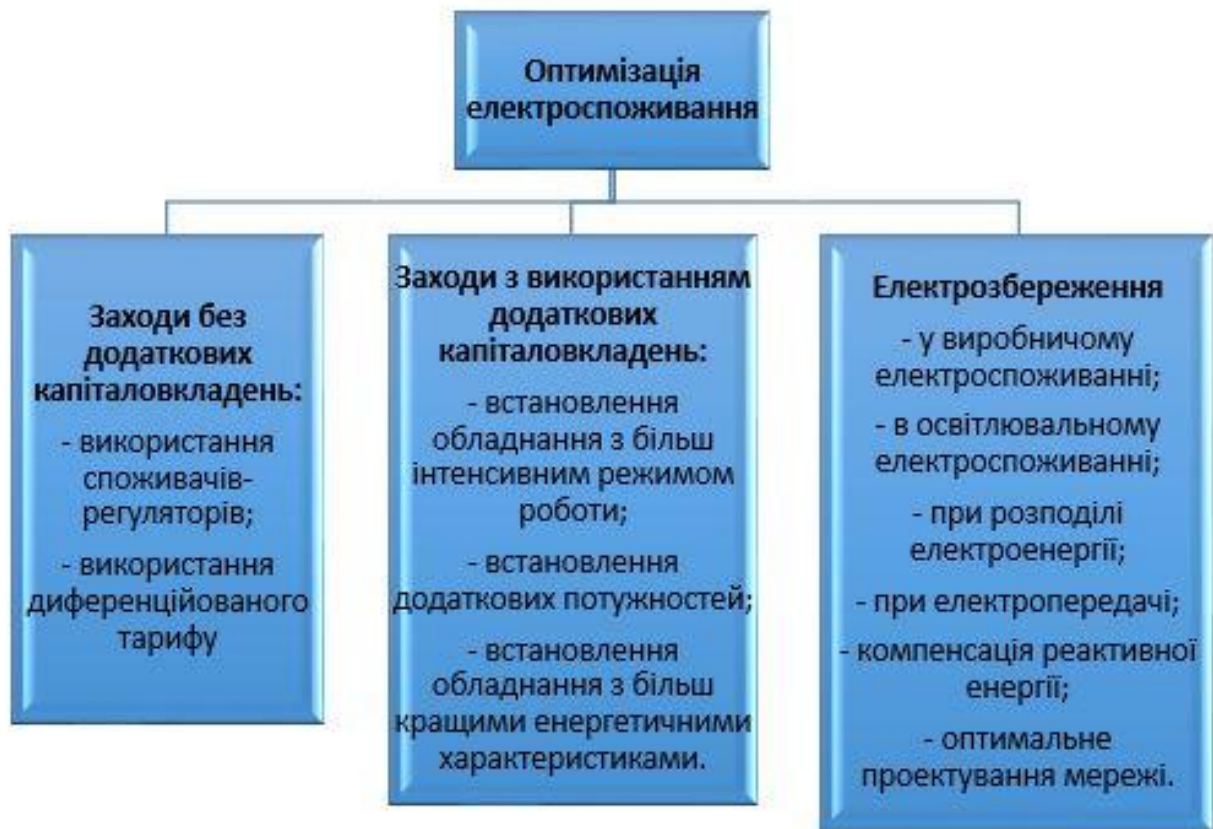 Оптимізація
електроспоживання
Заходи без
додаткових
капіталовкладень:
- використання
споживачів-
регуляторів;
- використання
диференційованого
тарифу
Заходи з використанням
додаткових
капіталовкладень:
- встановлення
обладнання з більш
інтенсивним режимом
роботи;
- встановлення
додаткових потужностей;
- встановлення
обладнання з більш
кращими енергетичними
характеристиками.
Електрозбереження
- у виробничому
електроспоживанні;
- в освітлювальному
електроспоживанні;
- при розподілі
електроенергії;
- при електропередачі;
- компенсація реактивної
енергії;
- оптимальне
проектування мережі.